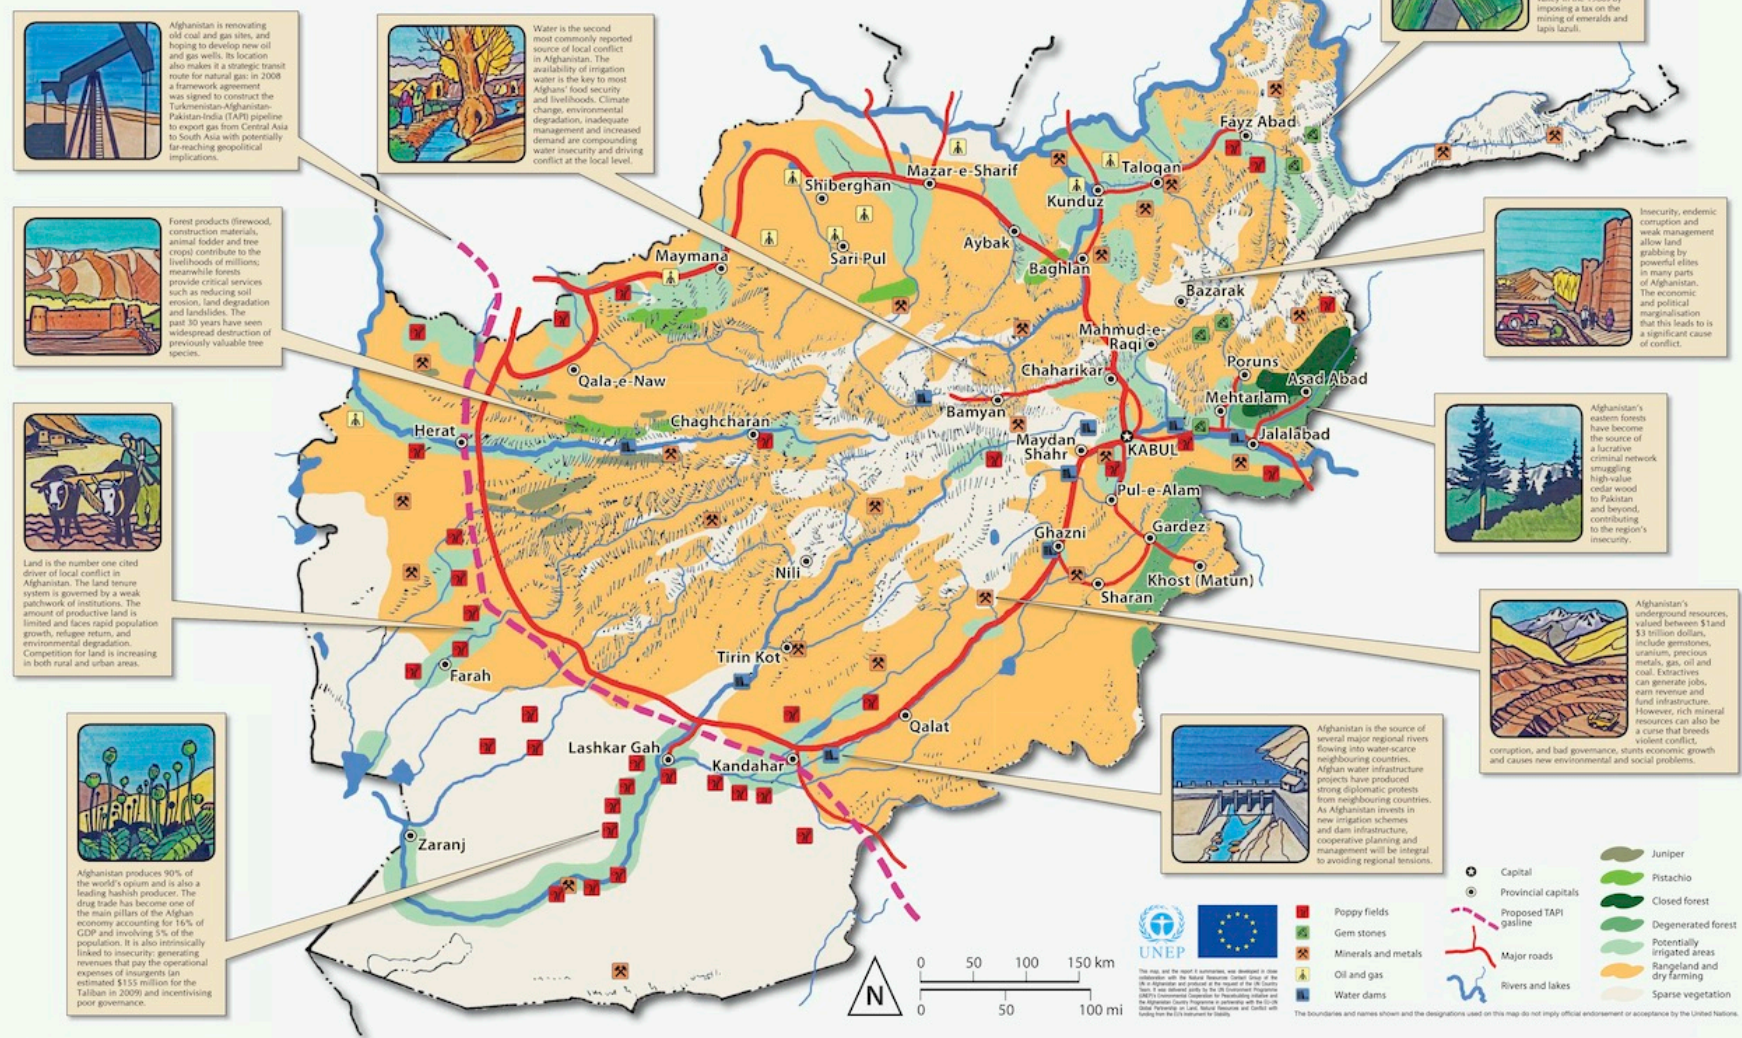 Afghanistan is renovating
old coal and gas sites, and
hoping to develop new oil
and gas wells. Its location
also makes it a strategic transit
route for natural gas: in 2008
a framework agreement
was signed to construct the
Turkmenistan-Afghanistan-
Pakistan-India (TAPI) pipeline
to export gas from Central Asia
to South Asia with potentially
far-reaching geopolitical
implications.
Water is the second
most commonly reported
source of local conflict
in Afghanistan. The
availability of irrigation
water is the key to most
Afghans' food security
and livelihoods. Climate
change, environmental
degradation, inadequate
management and increased
demand are compounding
water insecurity and driving
conflict at the local level.
imposing a tax on the
mining of emeralds and
lapis lazuli.
Forest products (firewood,
construction materials,
animal fodder and tree
crops) contribute to the
livelihoods of millions;
meanwhile forests
provide critical services
such as reducing soil
erosion, land degradation
and landslides. The
past 30 years have seen
widespread destruction of
previously valuable tree
species.
Insecurity, endemic
corruption and
weak management
allow land
grabbing by
powerful elites
in many parts
of Afghanistan.
The economic
and political
marginalisation
that this leads to is
a significant cause
of conflict.
Land is the number one cited
driver of local conflict in
Afghanistan. The land tenure
system is governed by a weak
patchwork of institutions. The
amount of productive land is
limited and faces rapid population
growth, refugee return, and
environmental degradation.
Competition for land is increasing
in both rural and urban areas.
Afghanistan's
eastern forests
have become
the source of
a lucrative
criminal network
smuggling
high-value
cedar wood
to Pakistan
and beyond,
contributing
to the region's
insecurity.
Afghanistan's
underground resources,
valued between $1and
$3 trillion dollars,
include gemstones,
uranium, precious
metals, gas, oil and
coal. Extractives
can generate jobs,
earn revenue and
fund infrastructure.
However, rich mineral
resources can also be
a curse that breeds
violent conflict,
corruption, and bad governance, stunts economic growth
and causes new environmental and social problems.
Afghanistan produces 90% of
the world's opium and is also a
leading hashish producer. The
drug trade has become one of
the main pillars of the Afghan
economy accounting for 16% of
GDP and involving 5% of the
population. It is also intrinsically
linked to insecurity: generating
revenues that pay the operational
expenses of insurgents (an
estimated $155 million for the
Taliban in 2009) and incentivising
poor governance.
Afghanistan is the source of
several major regional rivers
flowing into water-scarce
neighbouring countries.
Afghan water infrastructure
projects have produced
strong diplomatic protests
from neighbouring countries.
As Afghanistan invests in
new irrigation schemes
and dam infrastructure,
cooperative planning and
management will be integral
to avoiding regional tensions.
Fayz Abad
Taloqan
Mazar-e-Sharif
Shiberghan
Kunduz
Aybak
Sari Pul
Maymana
Baghlan
Bazarak
Mahmud-e-
Raqi
Poruns
Qala-e-Naw
Chaharikar
Asad Abad
Mehtarlam
Bamyan
Chaghcharan
Herat
Jalalabad
Maydan
Shahr
KABUL
Pul-e-Alam
Gardez
Ghazni
Khost (Matun)
Nili
Sharan
Tirin Kot
Farah
Qalat
Lashkar Gah
Kandahar
Zaranj
N
0 50 100 150 km
0 50 100 mi
UNEP
Poppy fields
Gem stones
Minerals and metals
Oil and gas
Water dams
Capital
Provincial capitals
Proposed TAPI
gasline
Major roads
Rivers and lakes
Juniper
Pistachio
Closed forest
Degenerated forest
Potentially
irrigated areas
Rangeland and
dry farming
Sparse vegetation
The boundaries and names shown and the designations used on this map do not imply official endorsement or acceptance by the United Nations.